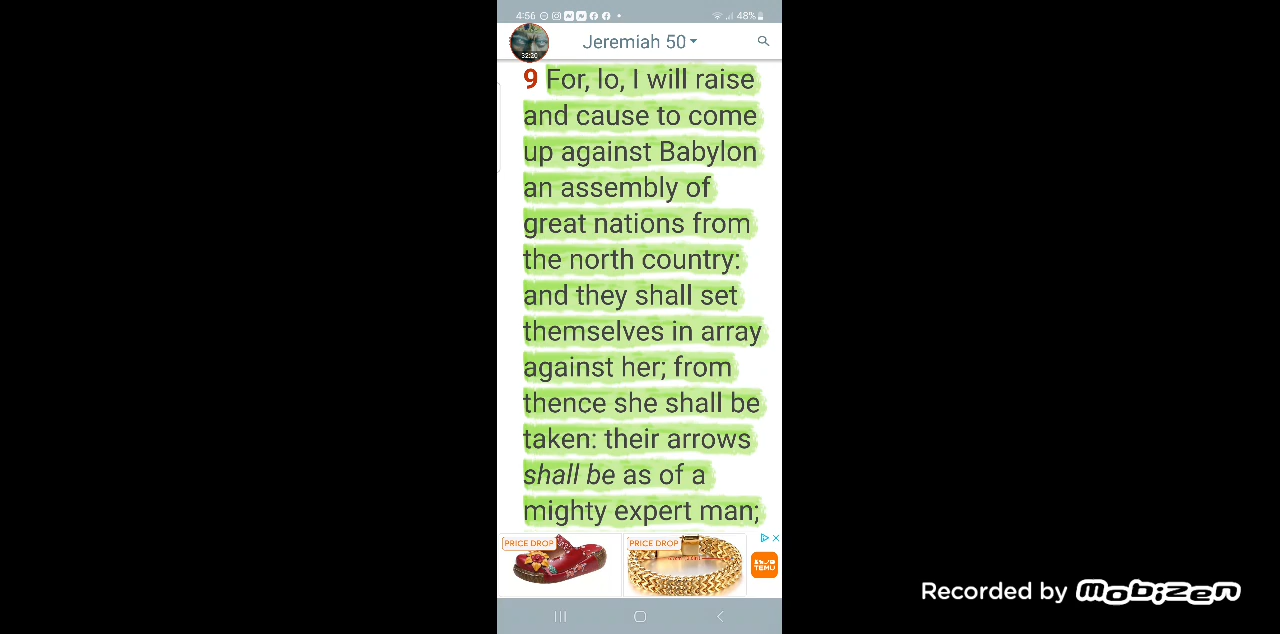 4:56
48%
32:20
Jeremiah 50
9 For, lo, I will raise
and cause to come
up against Babylon
an assembly of
great nations from
the north country:
and they shall set
themselves in array
against her; from
thence she shall be
taken: their arrows
shall be as of a
mighty expert man;
PRICE DROP
PRICE DROP
TEMU
Recorded by mobizen